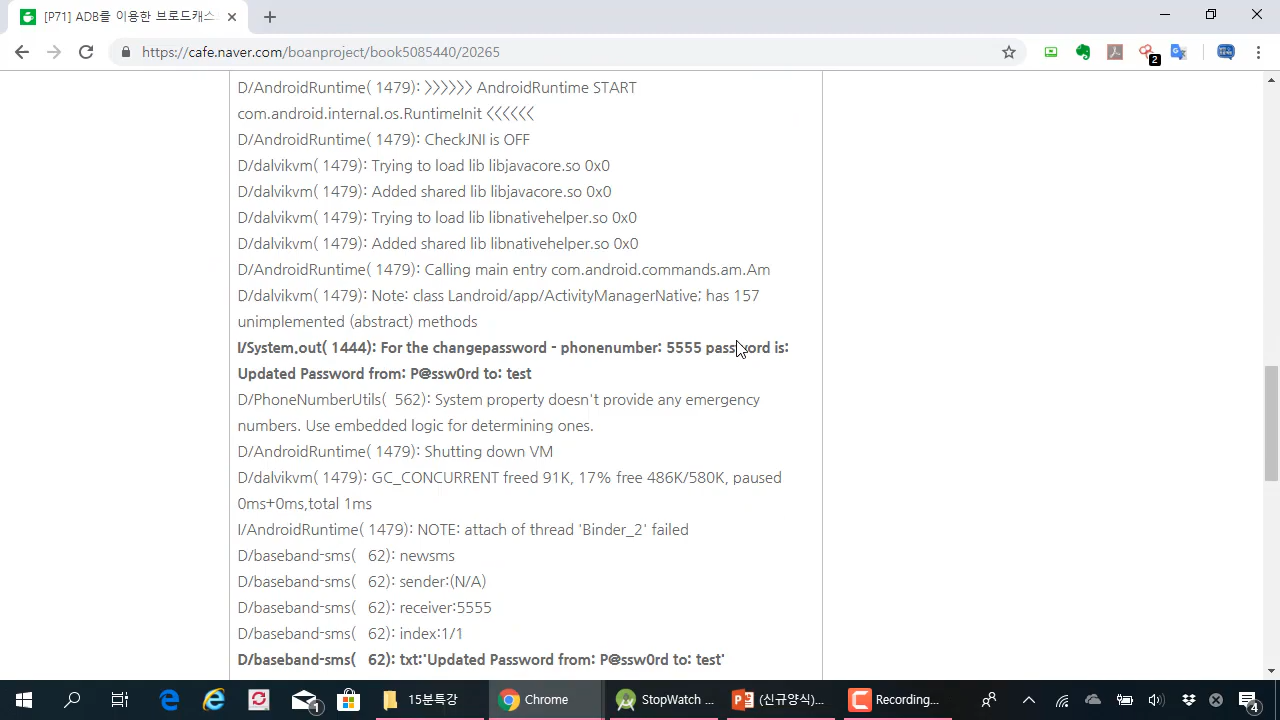 [P71] ADB를 이용한 브로드캐스
https://cafe.naver.com/boanproject/book5085440/20265
2
D/AndroidRuntime( 1479): >>>>>> AndroidRuntime START
com.android.internal.os.RuntimeInit <<<<<<
D/AndroidRuntime( 1479): CheckJNI is OFF
D/dalvikvm( 1479): Trying to load lib libjavacore.so 0x0
D/dalvikvm( 1479): Added shared lib libjavacore.so 0x0
D/dalvikvm( 1479): Trying to load lib libnativehelper.so 0x0
D/dalvikvm( 1479): Added shared lib libnativehelper.so 0x0
D/AndroidRuntime( 1479): Calling main entry com.android.commands.am.Am
D/dalvikvm( 1479): Note: class Landroid/app/ActivityManagerNative; has 157
unimplemented (abstract) methods
I/System.out( 1444): For the changepassword - phonenumber: 5555 password is:
Updated Password from: P@ssw0rd to: test
D/PhoneNumberUtils(  562): System property doesn't provide any emergency
numbers. Use embedded logic for determining ones.
D/AndroidRuntime( 1479): Shutting down VM
D/dalvikvm( 1479): GC_CONCURRENT freed 91K, 17% free 486K/580K, paused
0ms+0ms,total 1ms
I/AndroidRuntime( 1479): NOTE: attach of thread 'Binder_2' failed
D/baseband-sms(   62): newsms
D/baseband-sms(   62): sender:(N/A)
D/baseband-sms(   62): receiver:5555
D/baseband-sms(   62): index:1/1
D/baseband-sms(   62): txt:'Updated Password from: P@ssw0rd to: test'
1 15분특강 Chrome StopWatch ... (신규양식)... Recording... 4